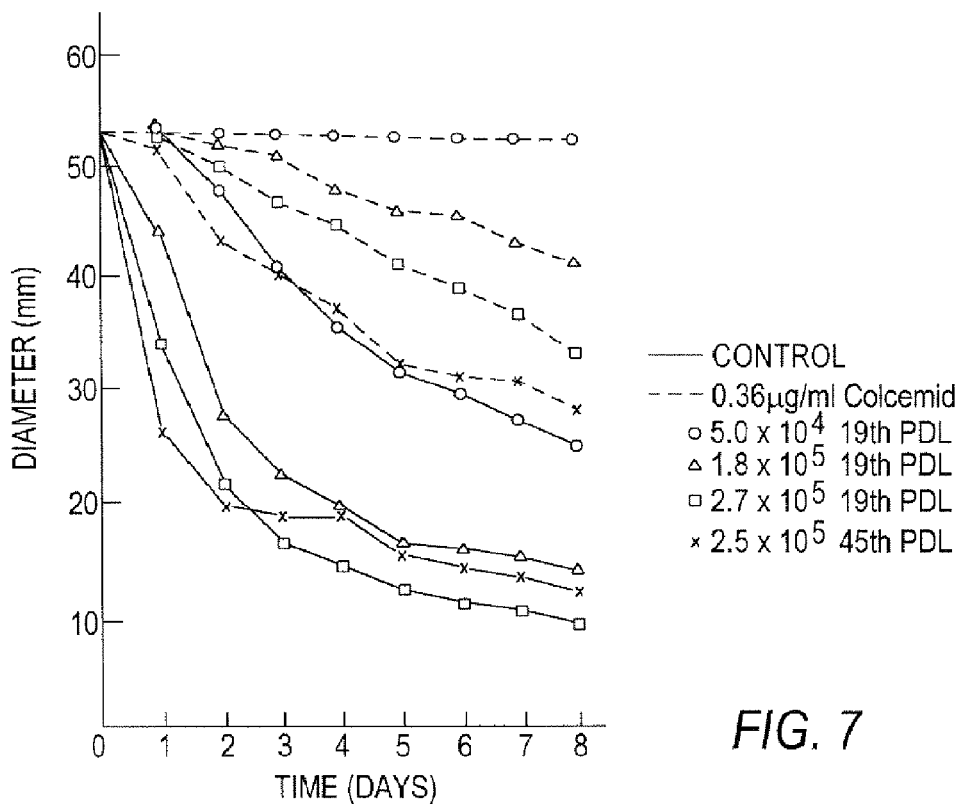 60
50
40
30
20
10
DIAMETER (mm)
0 1 2 3 4 5 6 7 8
TIME (DAYS)
CONTROL
0.36µg/ml Colcemid
5.0 x 10⁴ 19th PDL
1.8 x 10⁵ 19th PDL
2.7 x 10⁵ 19th PDL
2.5 x 10⁵ 45th PDL
FIG. 7